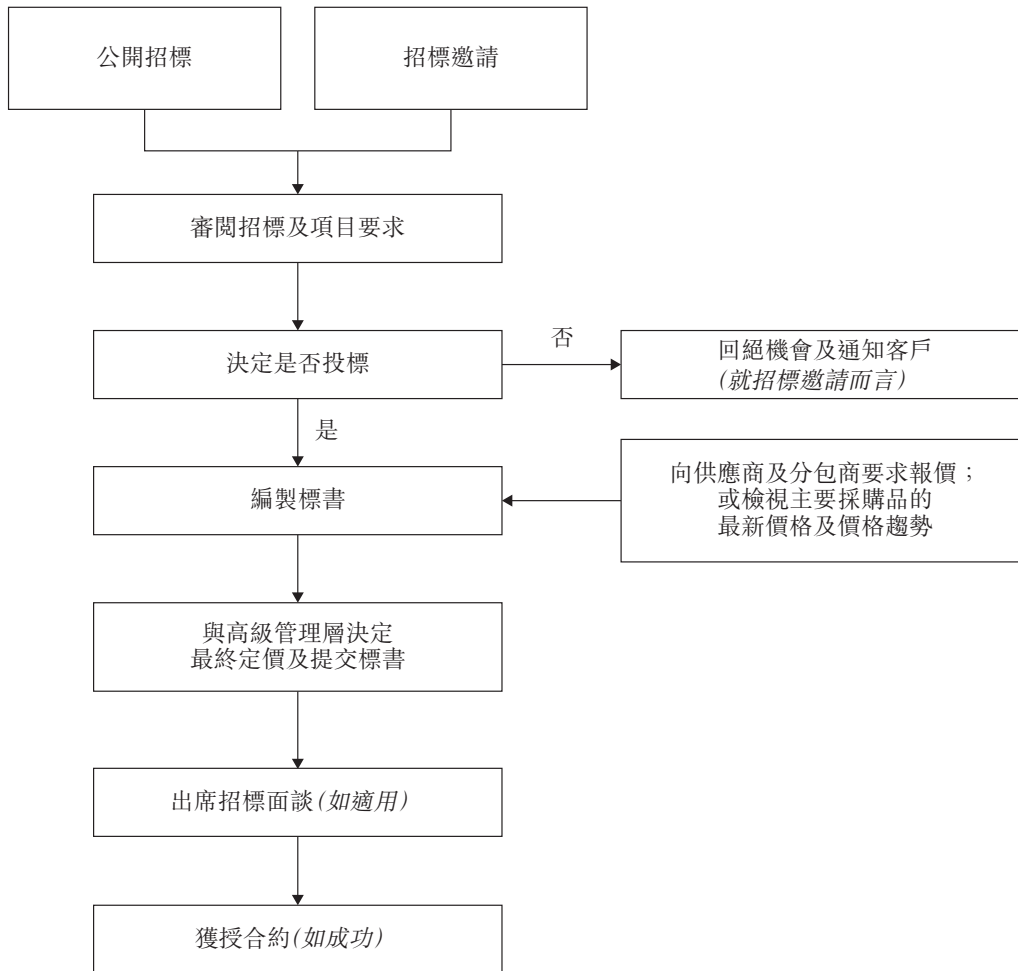 公開招標
招標邀請
審閱招標及項目要求
決定是否投標
否
回絕機會及通知客戶
(就招標邀請而言)
是
編製標書
向供應商及分包商要求報價；
或檢視主要採購品的
最新價格及價格趨勢
與高級管理層決定
最終定價及提交標書
出席招標面談(如適用)
獲授合約(如成功)